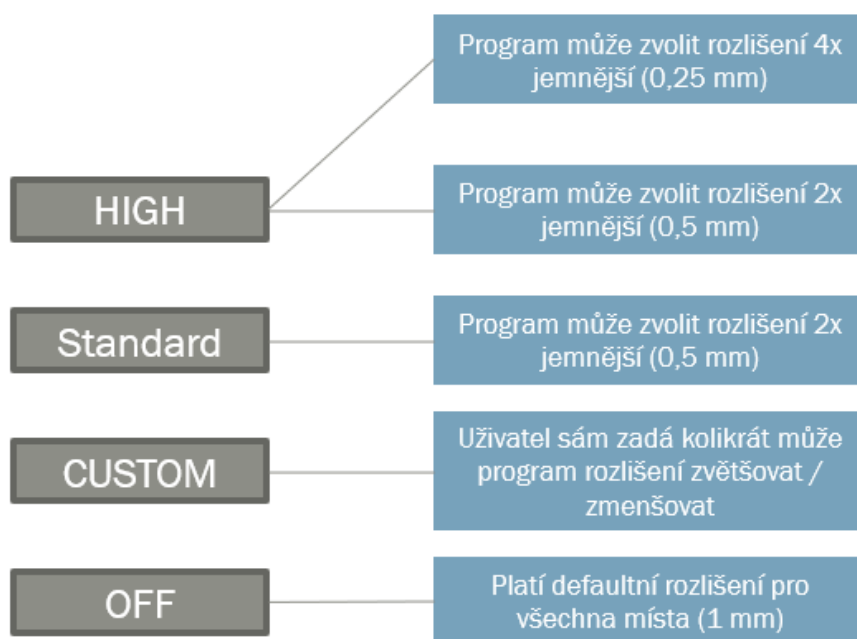 Program může zvolit rozlišení 4x
jemnější (0,25 mm)
HIGH
Program může zvolit rozlišení 2x
jemnější (0,5 mm)
Standard
Program může zvolit rozlišení 2x
jemnější (0,5 mm)
CUSTOM
Uživatel sám zadá kolikrát může
program rozlišení zvětšovat /
zmenšovat
OFF
Platí defaultní rozlišení pro
všechna místa (1 mm)